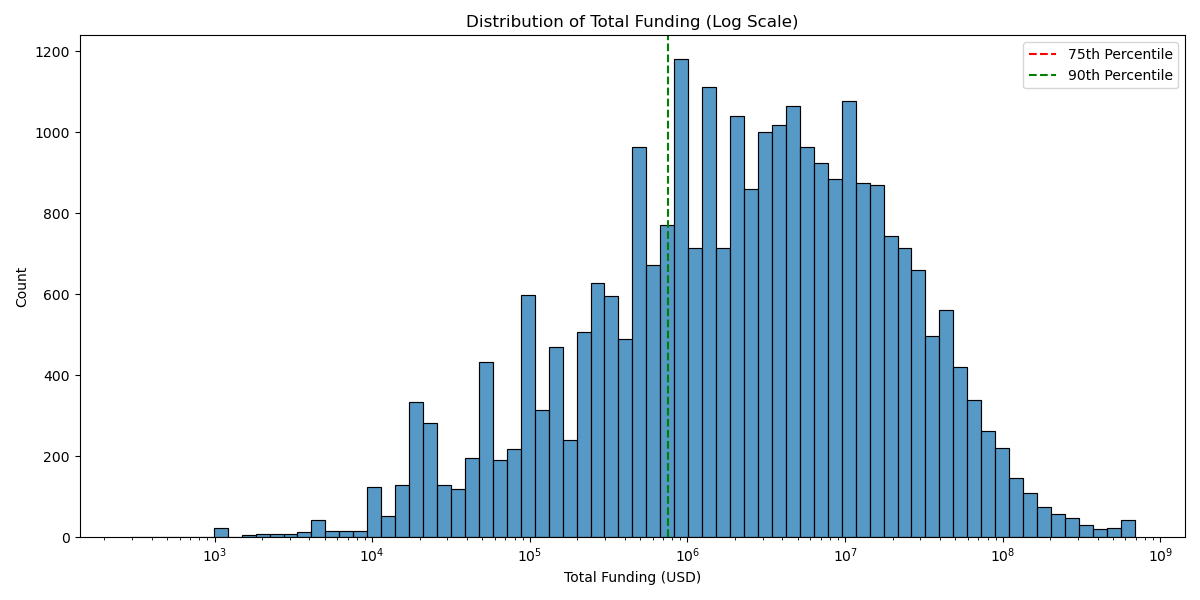 Distribution of Total Funding (Log Scale)
75th Percentile
90th Percentile
Count
1200
1000
800
600
400
200
0
10³ 10⁴ 10⁵ 10⁶ 10⁷ 10⁸ 10⁹
Total Funding (USD)